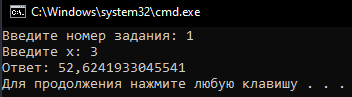 C:\Windows\system32\cmd.exe
Введите номер задания: 1
Введите x: 3
Ответ: 52,6241933045541
Для продолжения нажмите любую клавишу . . .